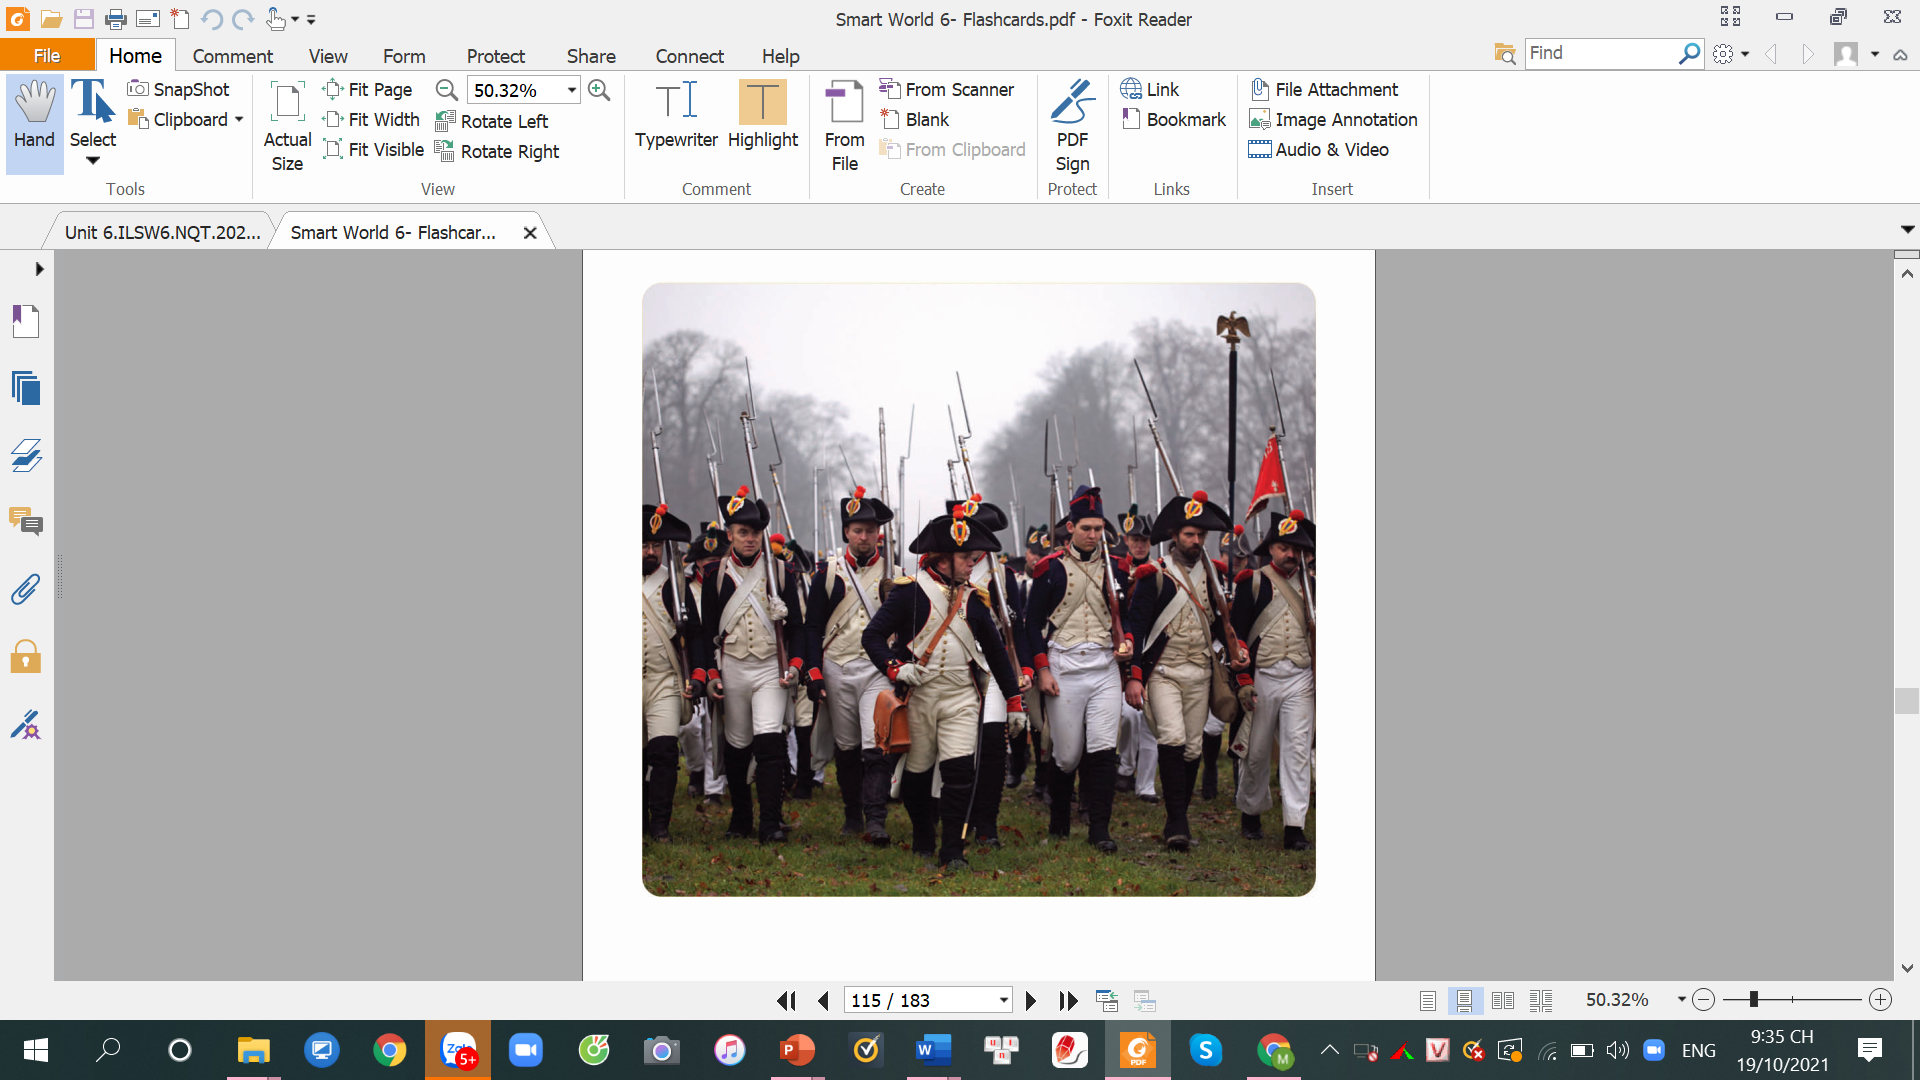 Smart World 6- Flashcards.pdf - Foxit Reader
File Home Comment View Form Protect Share Connect Help
Find
Hand
Select
SnapShot
Clipboard
Tools
Actual Size
Fit Page
Fit Width
Fit Visible
50.32%
Rotate Left
Rotate Right
View
Typewriter
Highlight
Comment
From File
From Scanner
Blank
From Clipboard
Create
PDF Sign
Protect
Link
Bookmark
Links
File Attachment
Image Annotation
Audio & Video
Insert
Unit 6.ILSW6.NQT.202...
Smart World 6- Flashcar...
115 / 183
50.32%
5+
ENG
9:35 CH
19/10/2021